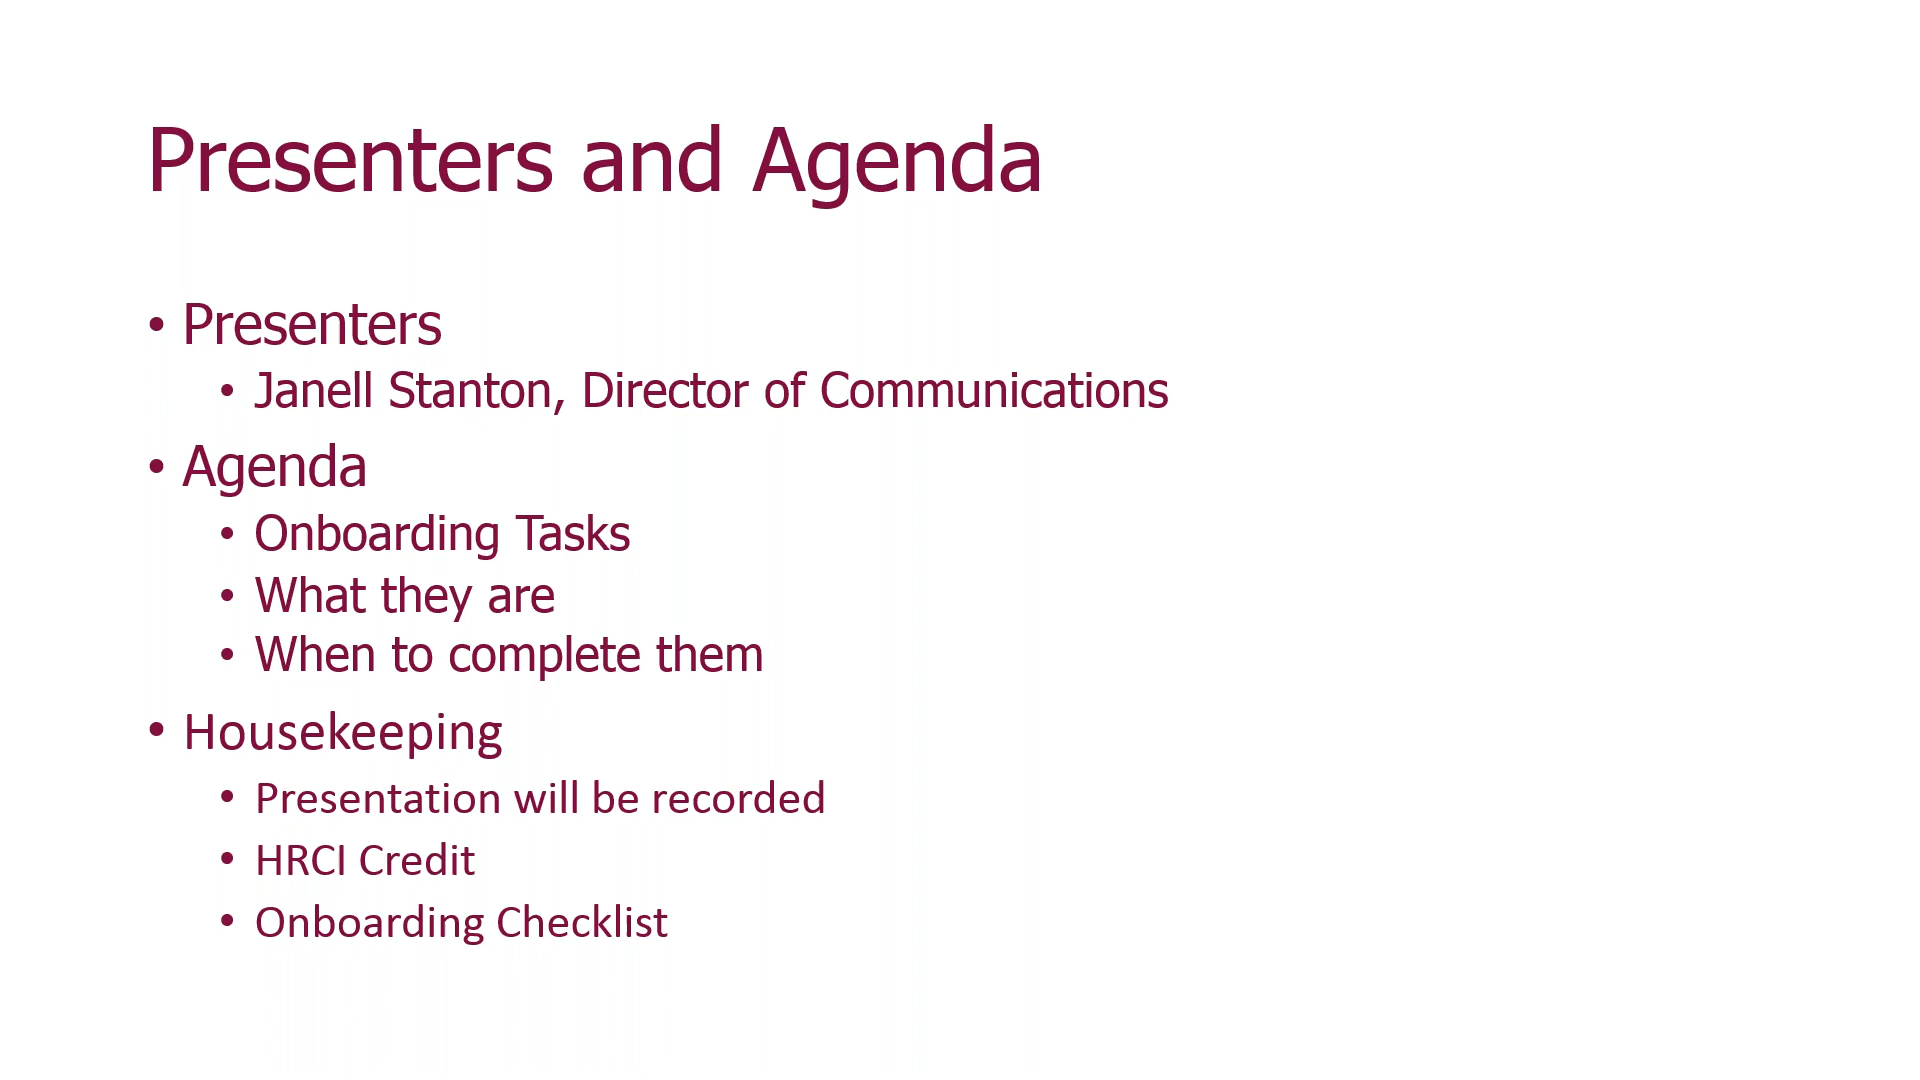 Presenters and Agenda
• Presenters
• Janell Stanton, Director of Communications
• Agenda
• Onboarding Tasks
• What they are
• When to complete them
• Housekeeping
• Presentation will be recorded
• HRCI Credit
• Onboarding Checklist